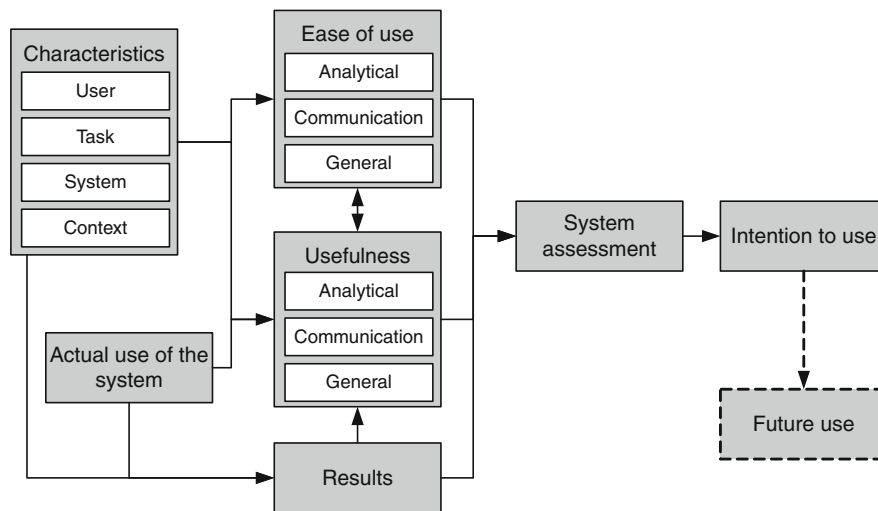 Characteristics
User
Task
System
Context
Actual use of the
system
Ease of use
Analytical
Communication
General
Usefulness
Analytical
Communication
General
Results
System
assessment
Intention to use
Future use